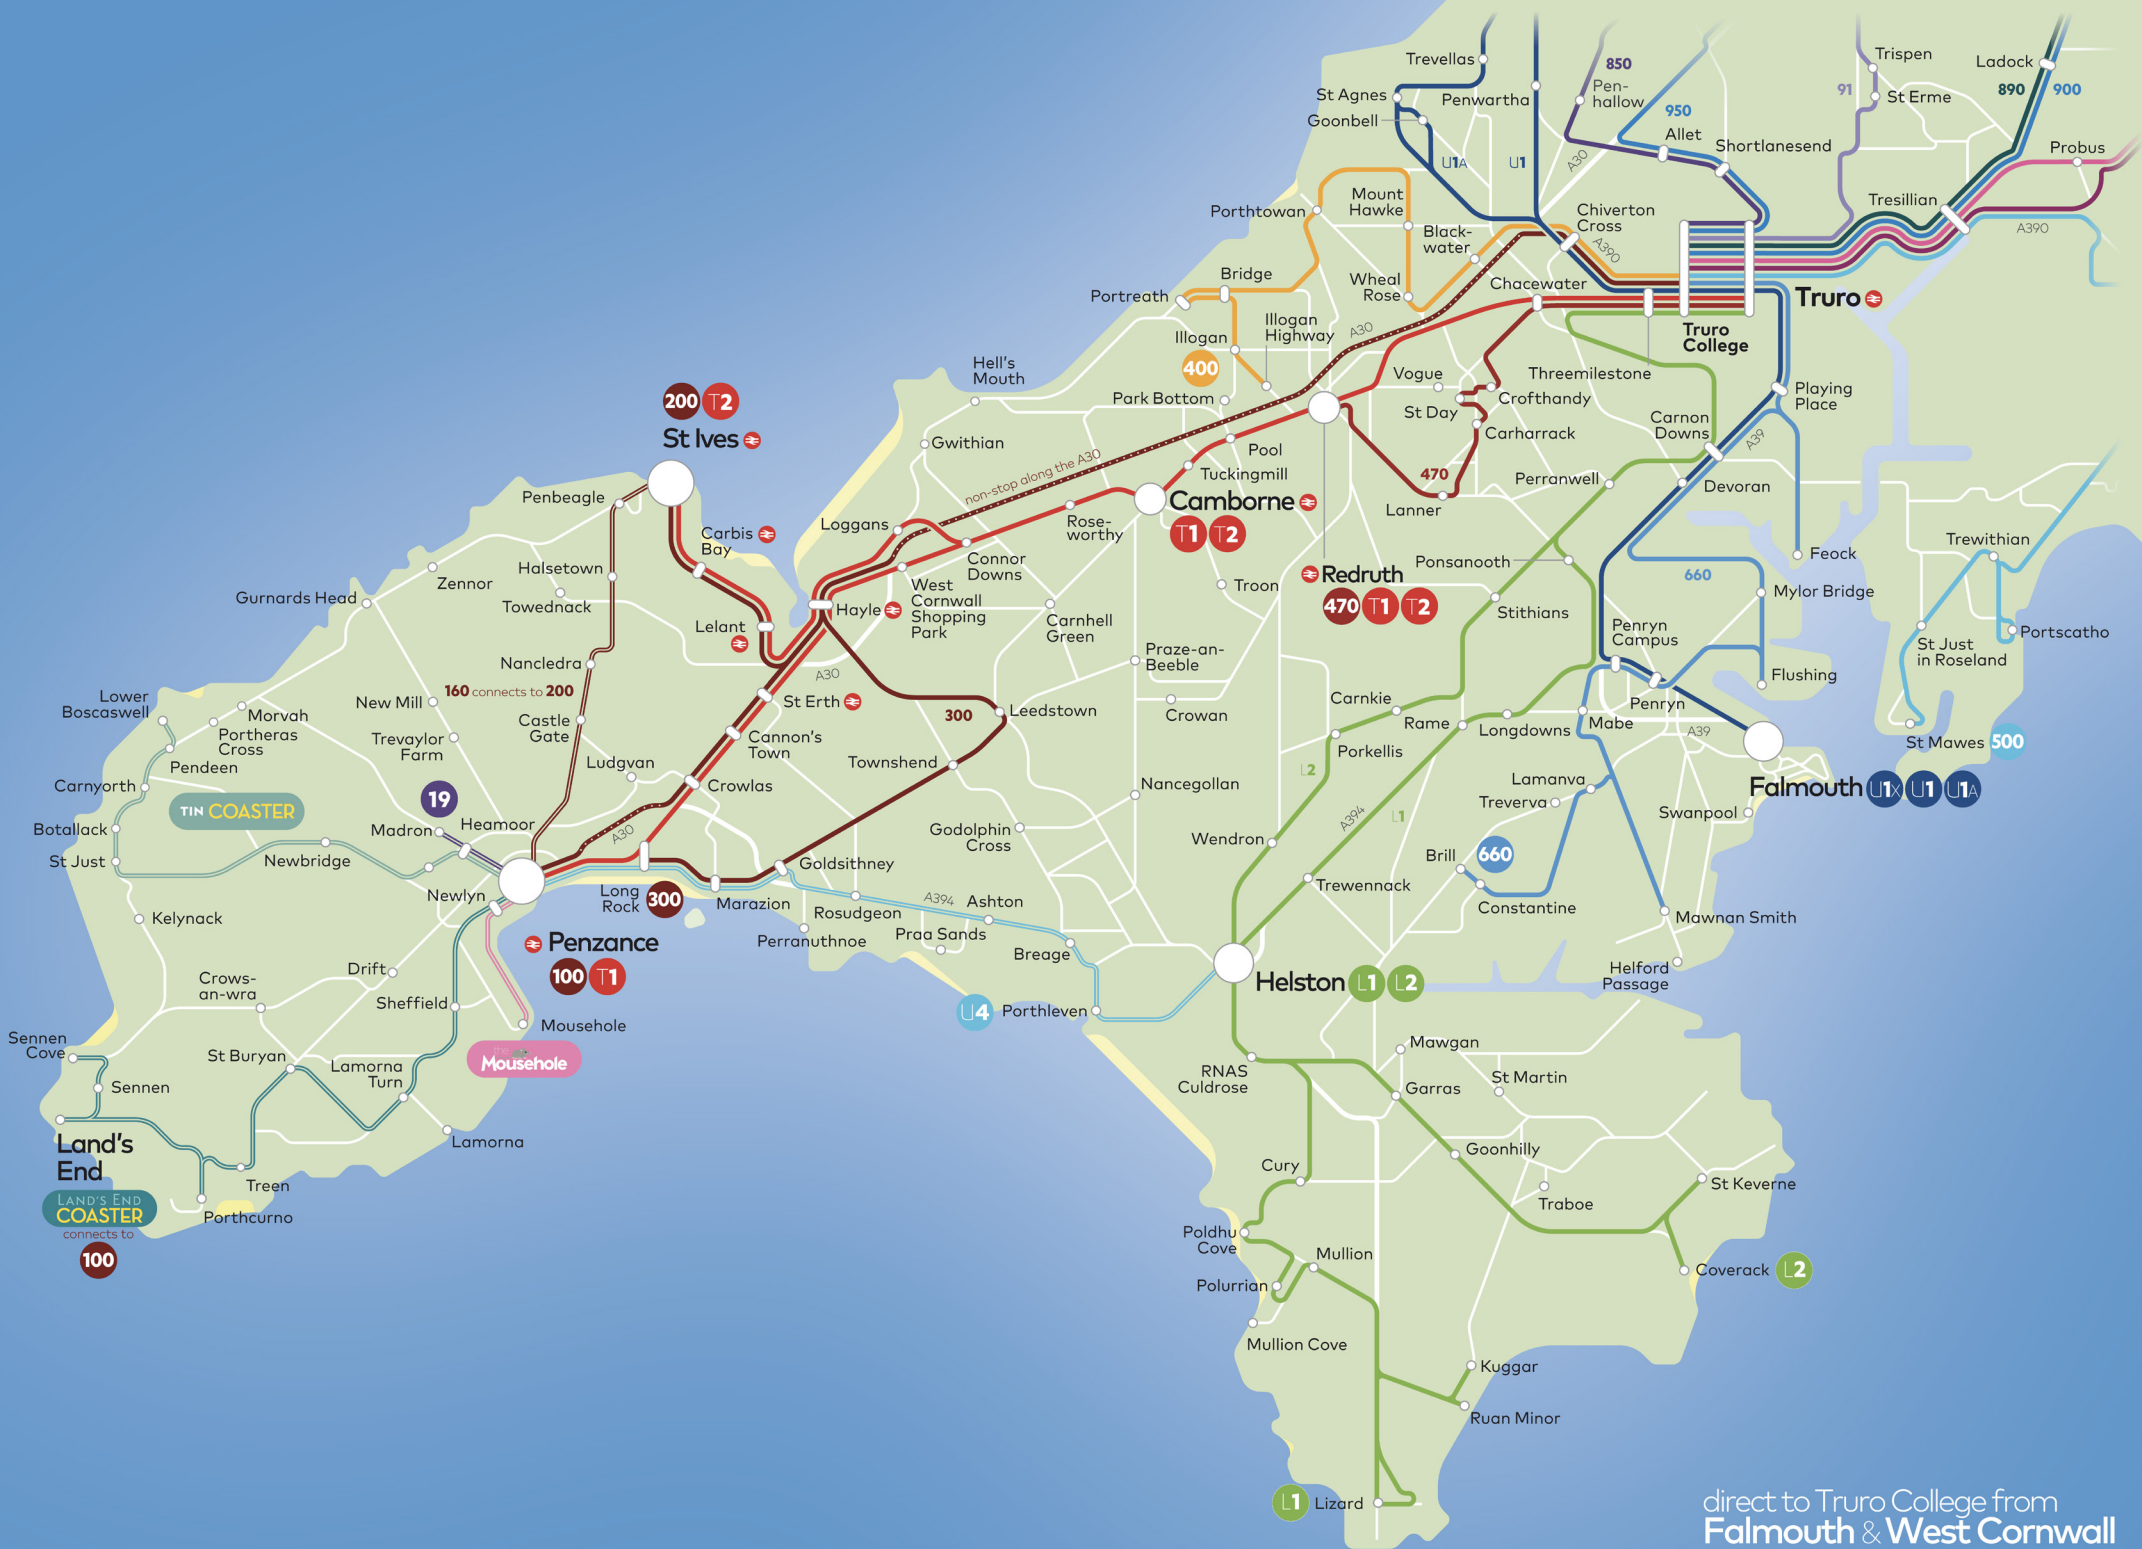 Trevellas
St Agnes
Goonbell
Penwartha
850
Pen-
hallow
950
Allet
Shortlanesend
91
Trispen
St Erme
Ladock
890
900
Probus
Tresillian
A390
U1A
U1
A30
Mount
Hawke
Porthtowan
Black-
water
Chiverton
Cross
A390
Wheal
Rose
Chacewater
Bridge
Portreath
Illogan
Illogan
Highway
400
A30
Truro
Truro
College
Threemilestone
Hell's
Mouth
Park Bottom
Vogue
St Day
Crofthandy
Carharrack
Playing
Place
Carnon
Downs
A39
200 T2
St Ives
Gwithian
non-stop along the A30
Pool
Tuckingmill
470
Lanner
Perranwell
Devoran
Penbeagle
Camborne
T1 T2
Rose-
worthy
Loggans
Carbis
Bay
Connor
Downs
Halsetown
Towednack
Zennor
Gurnards Head
Redruth
470 T1 T2
Ponsanooth
Stithians
Feock
660
Mylor Bridge
Trewithian
Portscatho
St Just
in Roseland
St Mawes 500
Troon
West
Cornwall
Shopping
Park
Hayle
Lelant
Carnhell
Green
Praze-an-
Beeble
Crowan
Nancledra
160 connects to 200
A30
St Erth
300
Leedstown
Penryn
Campus
Penryn
Flushing
Carnkie
Rame
Longdowns
Mabe
A39
Porkellis
L2
Lower
Boscaswell
Morvah
Portheras
Cross
Pendeen
Carnyorth
New Mill
Trevaylor
Farm
Castle
Gate
Cannon's
Town
Ludgvan
Crowlas
Townshend
Nancegollan
Falmouth U1X U1 U1A
Lamanva
Treverva
Swanpool
TIN COASTER
19
Madron
Heamoor
A30
Botallack
St Just
Newbridge
Godolphin
Cross
Wendron
A394
L1
Brill 660
Goldsithney
Trewennack
Constantine
Mawnan Smith
Newlyn
Long
Rock
300
Marazion
Rosudgeon
A394
Ashton
Praa Sands
Perranuthnoe
Breage
Kelynack
Penzance
100 T1
Drift
Crows-
an-wra
Sheffield
Helston L1 L2
Helford
Passage
U4
Porthleven
Mousehole
the
Mousehole
Sennen
Cove
Sennen
St Buryan
Lamorna
Turn
Lamorna
RNAS
Culdrose
Mawgan
Garras
St Martin
Goonhilly
Traboe
St Keverne
Land's
End
LAND'S END
COASTER
connects to
100
Treen
Porthcurno
Cury
Poldhu
Cove
Mullion
Polurrian
Mullion Cove
Coverack L2
Kuggar
Ruan Minor
L1 Lizard
direct to Truro College from
Falmouth & West Cornwall